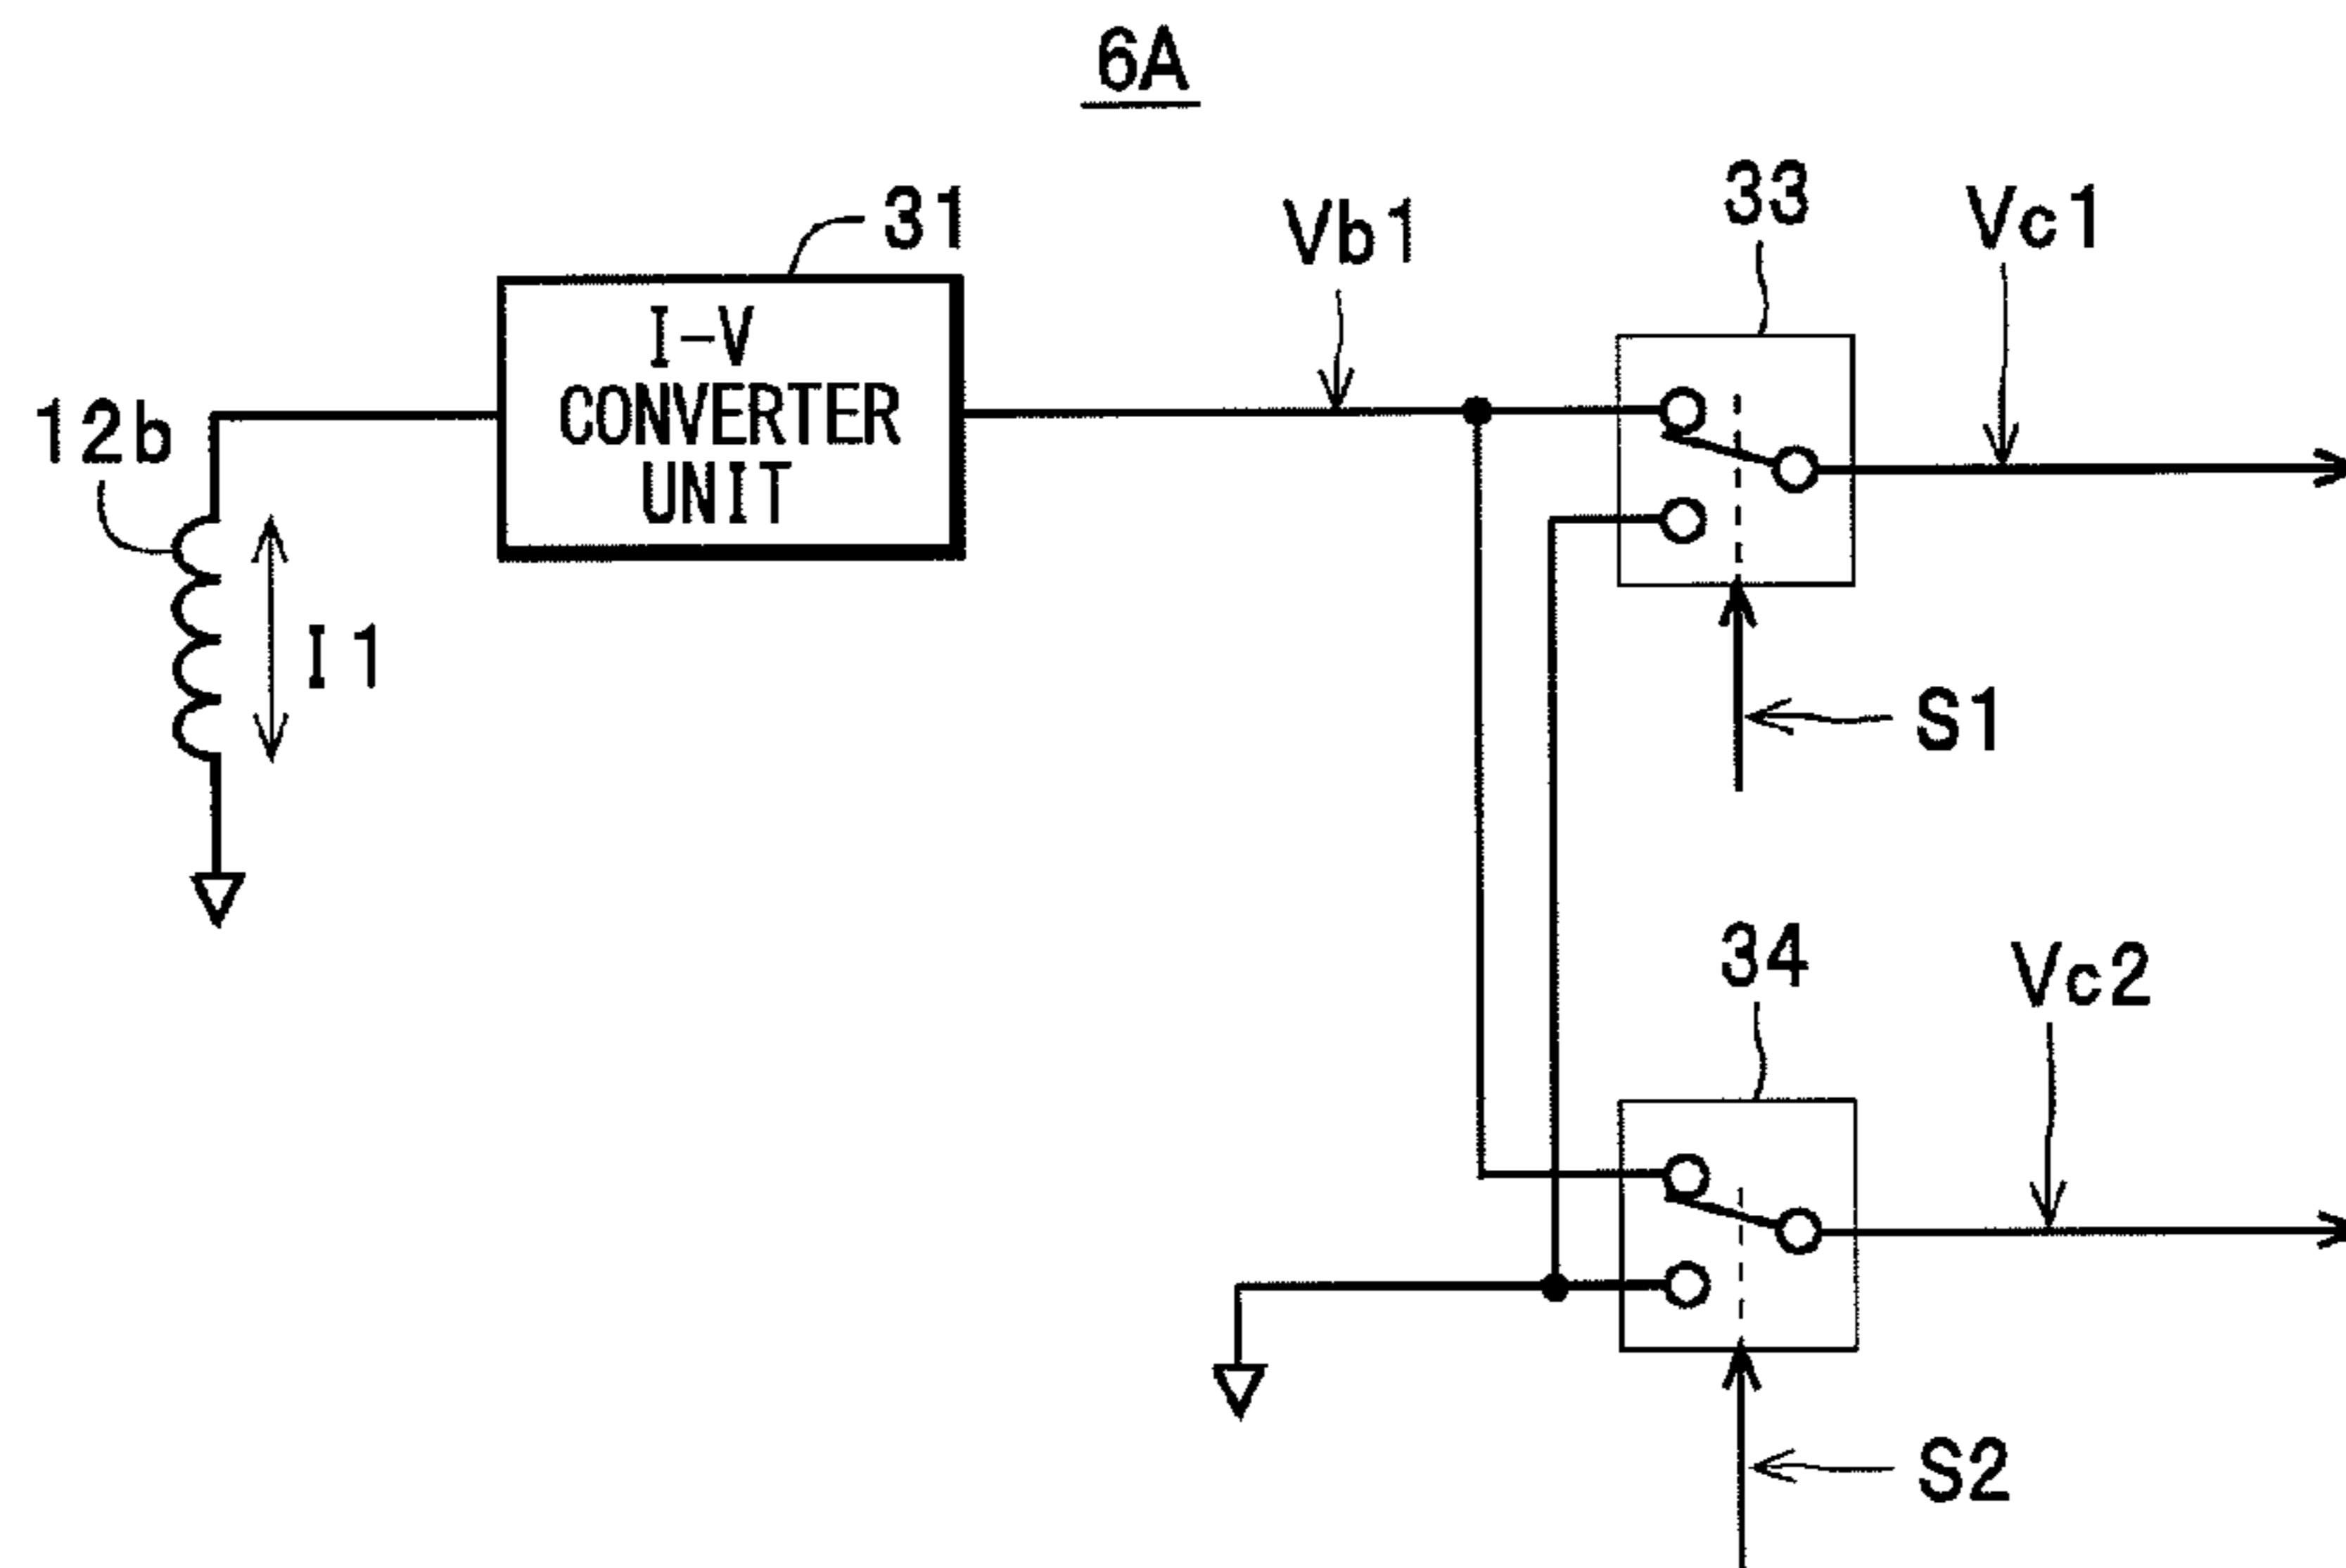 6A
31
Vb1
33
Vc1
I-V
CONVERTER
UNIT
12b
I1
S1
34
Vc2
S2